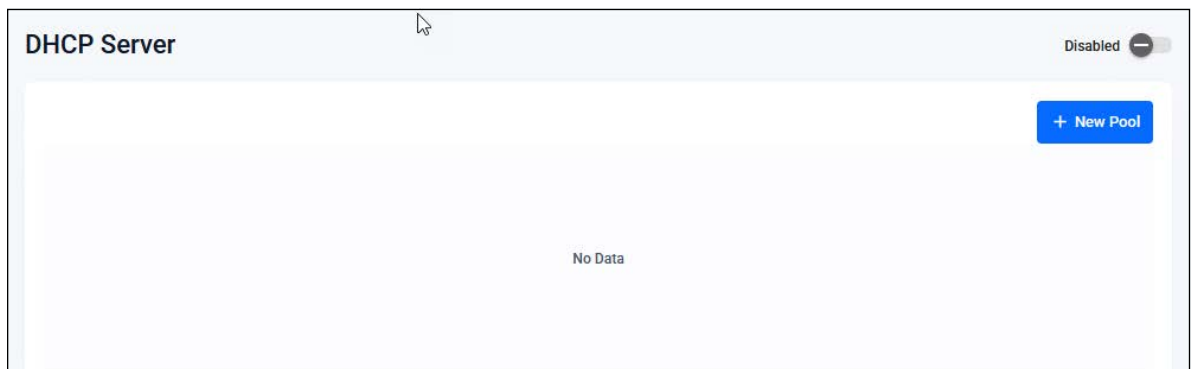 DHCP Server
Disabled
+ New Pool
No Data